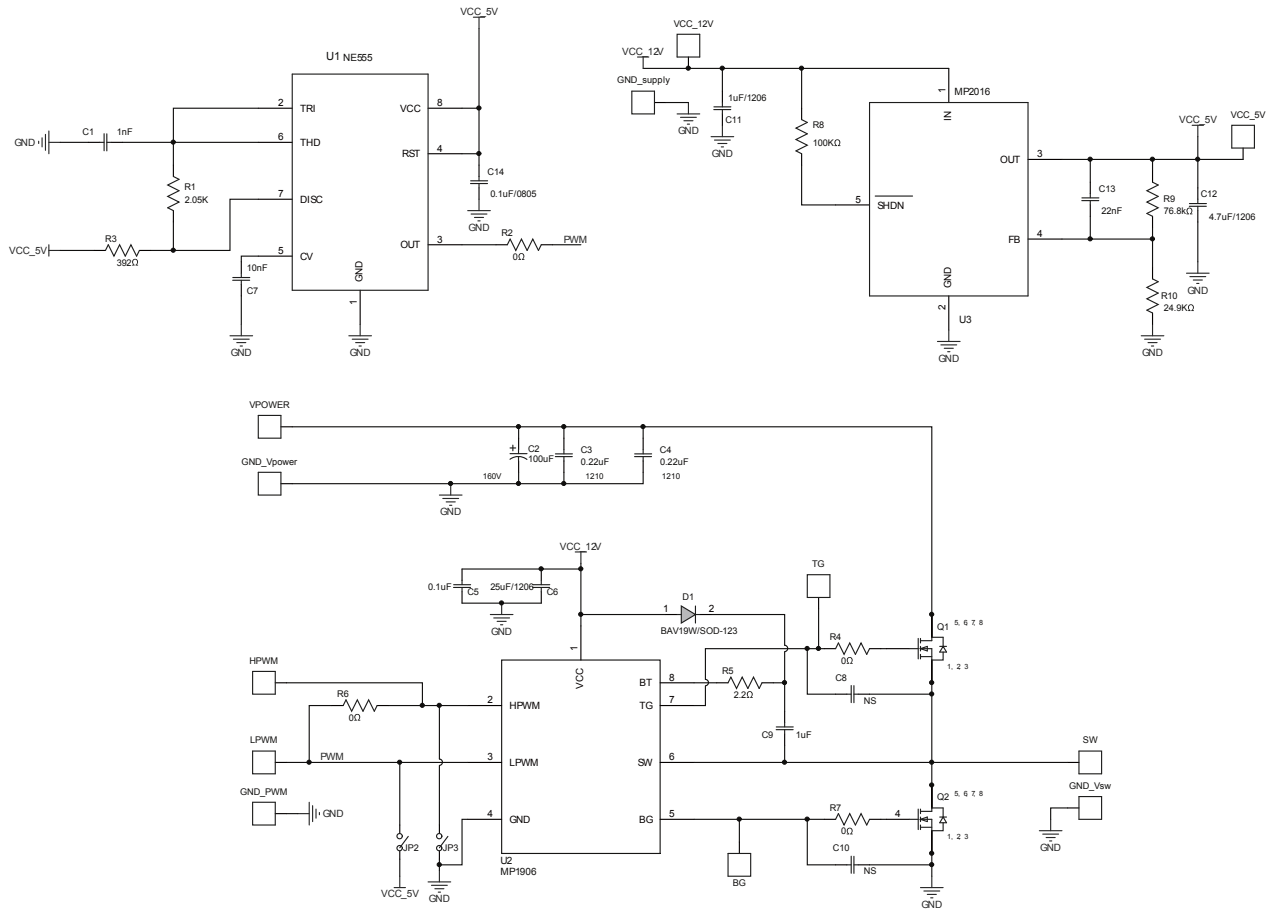 VCC_5V
U1 NE555
2
TRI
VCC
8
C1
1nF
GND
6
THD
RST
4
R1
2.05K
7
DISC
C14
0.1uF/0805
GND
VCC_5V
R3
392Ω
OUT
3
R2
0Ω
PWM
5
CV
10nF
C7
GND
1
GND
GND
VCC_12V
VCC_12V
GND_supply
GND
1uF/1206
C11
GND
R8
100KΩ
1
MP2016
IN
OUT
3
VCC_5V
VCC_5V
5
SHDN
C13
22nF
R9
76.8kΩ
C12
4.7uF/1206
FB
4
GND
GND
2
U3
R10
24.9KΩ
GND
GND
VPOWER
GND_Vpower
+
C2
100uF
160V
C3
0.22uF
1210
C4
0.22uF
1210
GND
VCC_12V
0.1uF
C5
25uF/1206
C6
GND
1
D1
2
BAV19W/SOD-123
TG
Q1
5, 6 7, 8
R4
0Ω
1, 2 3
1
VCC
HPWM
R6
0Ω
2
HPWM
BT
8
R5
2.2Ω
TG
7
C8
NS
C9
1uF
LPWM
PWM
3
LPWM
SW
6
SW
GND_PWM
GND
4
GND
BG
5
R7
0Ω
4
Q2
5, 6 7, 8
1, 2 3
GND_Vsw
GND
JP2
JP3
VCC_5V
GND
U2
MP1906
C10
NS
BG
GND